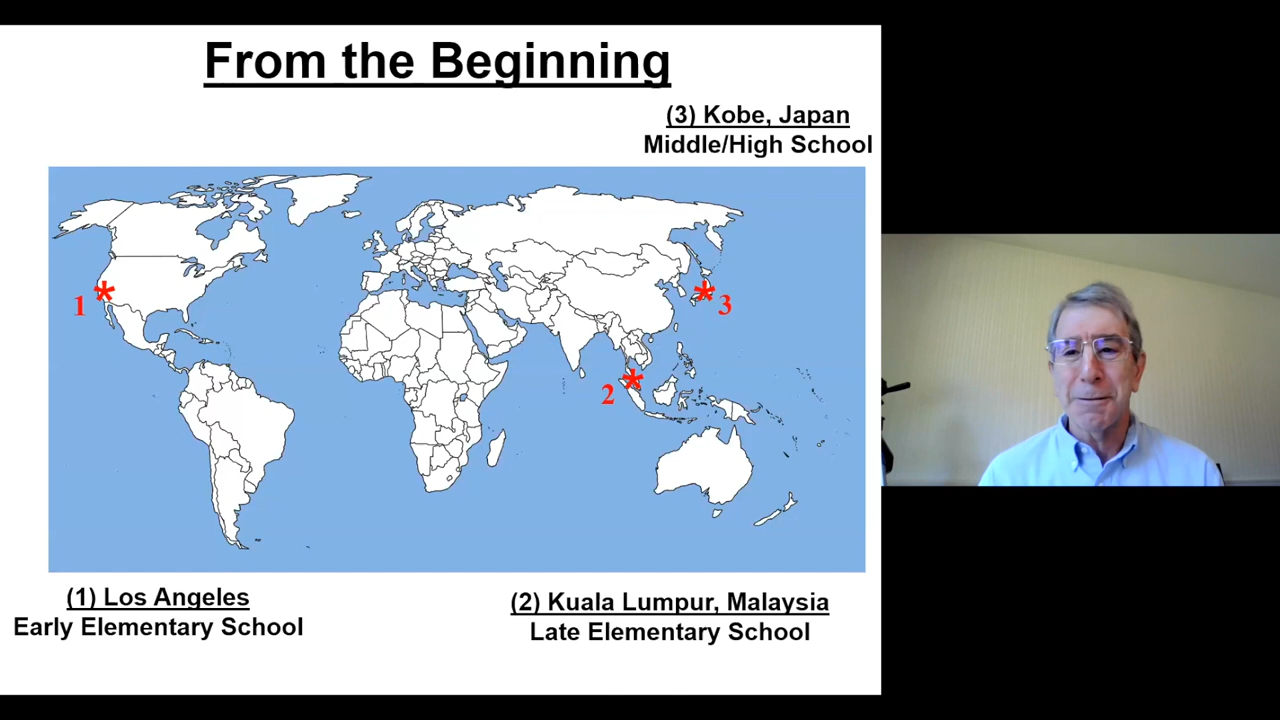 From the Beginning
(3) Kobe, Japan
Middle/High School
1
3
2
(1) Los Angeles
Early Elementary School
(2) Kuala Lumpur, Malaysia
Late Elementary School